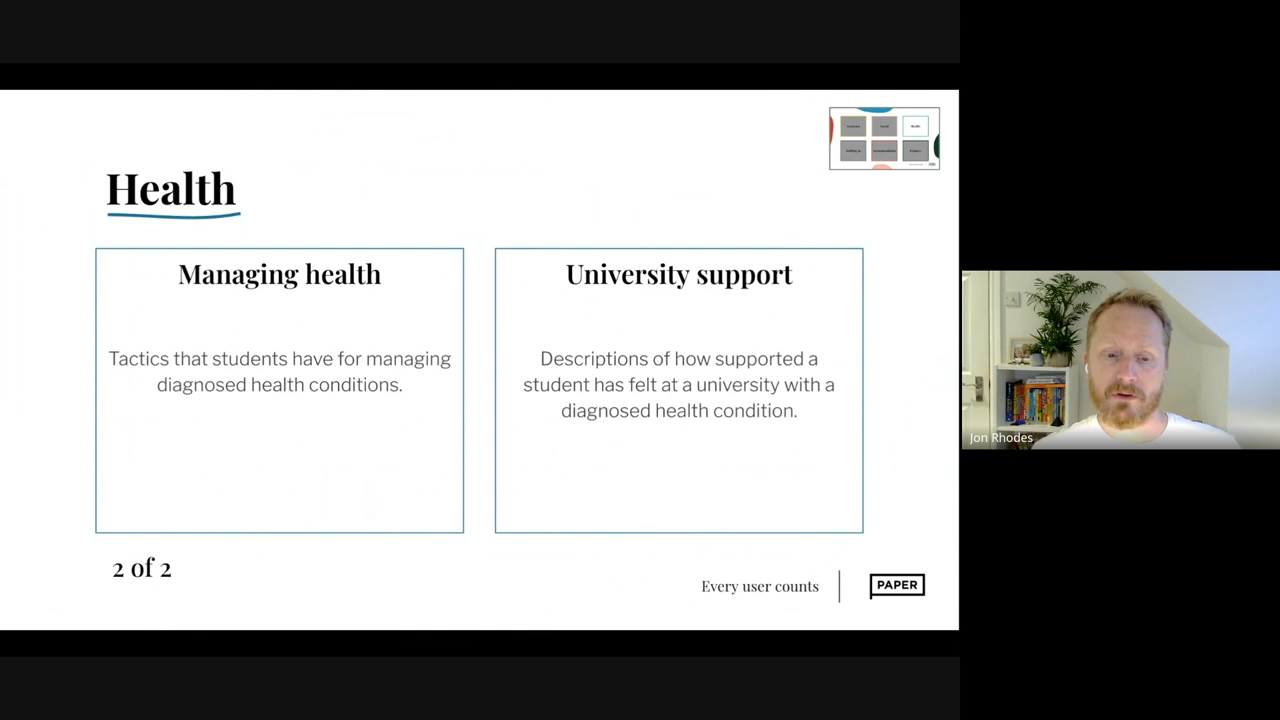 Health
Managing health
Tactics that students have for managing
diagnosed health conditions.
University support
Descriptions of how supported a
student has felt at a university with a
diagnosed health condition.
2 of 2
Every user counts
PAPER
Jon Rhodes